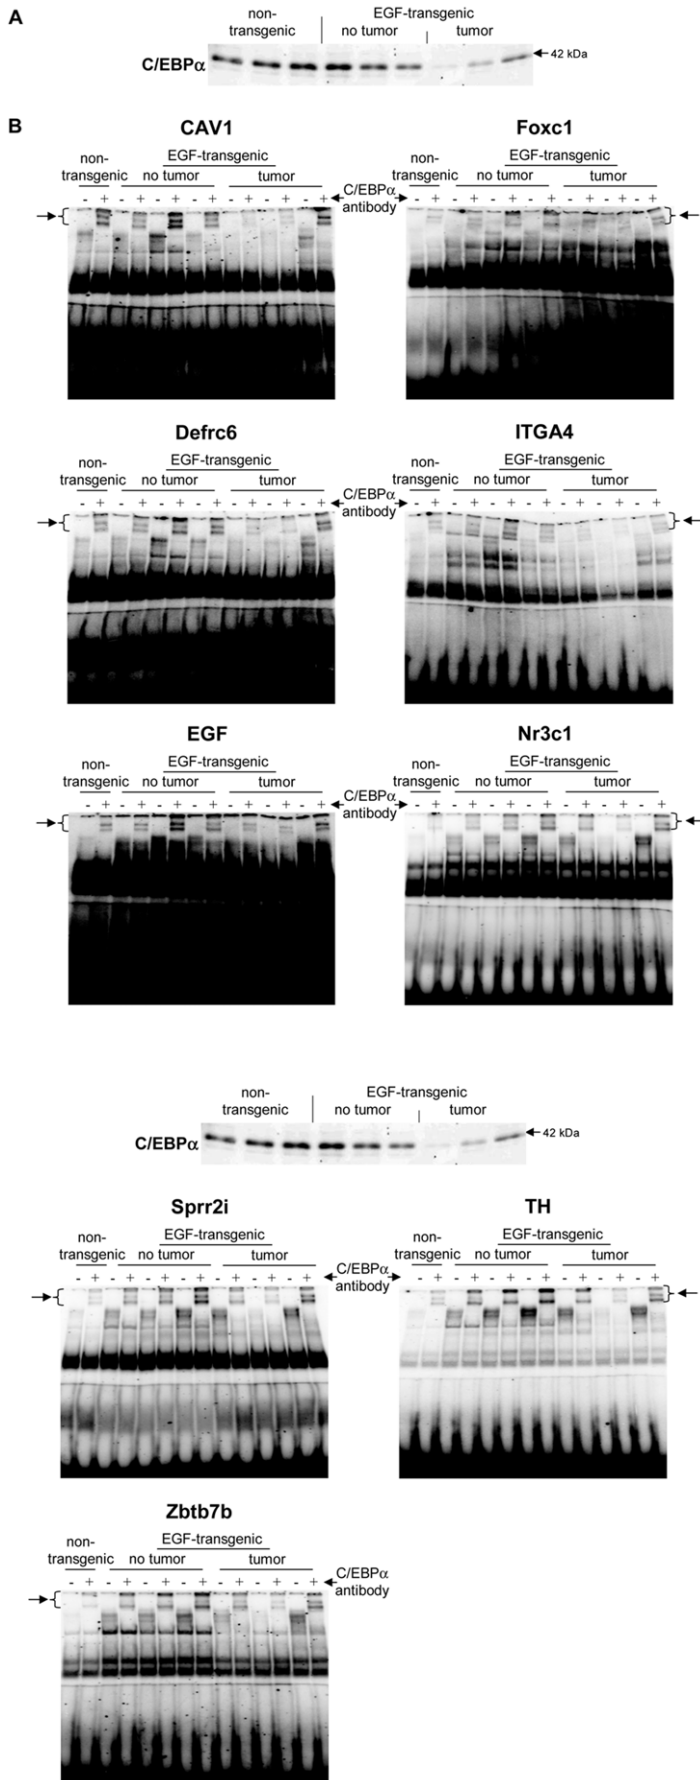 A
non-
transgenic
EGF-transgenic
no tumor
tumor
C/EBPα
42 kDa
B
CAV1
non-
transgenic
EGF-transgenic
no tumor
tumor
- + - + - + - + - + - + - +
C/EBPα
antibody
Foxc1
non-
transgenic
EGF-transgenic
no tumor
tumor
- + - + - + - + - + - + - +
Defrc6
non-
transgenic
EGF-transgenic
no tumor
tumor
- + - + - + - + - + - + - +
C/EBPα
antibody
ITGA4
non-
transgenic
EGF-transgenic
no tumor
tumor
- + - + - + - + - + - + - +
EGF
non-
transgenic
EGF-transgenic
no tumor
tumor
- + - + - + - + - + - + - +
C/EBPα
antibody
Nr3c1
non-
transgenic
EGF-transgenic
no tumor
tumor
- + - + - + - + - + - + - +
non-
transgenic
EGF-transgenic
no tumor
tumor
C/EBPα
42 kDa
Sprr2i
non-
transgenic
EGF-transgenic
no tumor
tumor
- + - + - + - + - + - + - +
C/EBPα
antibody
TH
non-
transgenic
EGF-transgenic
no tumor
tumor
- + - + - + - + - + - + - +
Zbtb7b
non-
transgenic
EGF-transgenic
no tumor
tumor
- + - + - + - + - + - + - +
C/EBPα
antibody